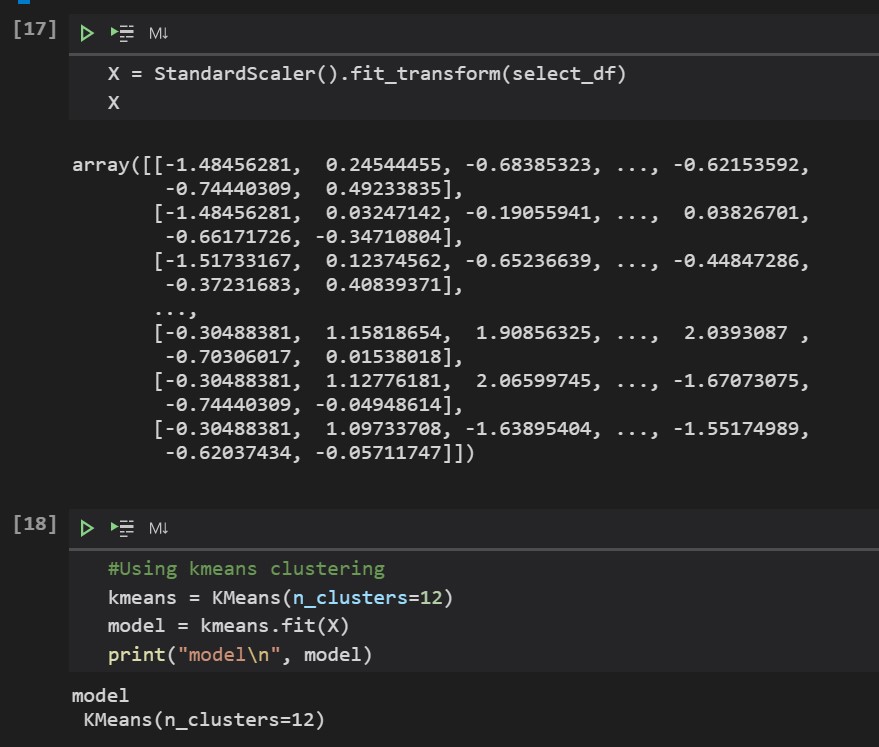 [17] M↓
X = StandardScaler().fit_transform(select_df)
X
array([[-1.48456281,  0.24544455, -0.68385323, ..., -0.62153592,
        -0.74440309,  0.49233835],
       [-1.48456281,  0.03247142, -0.19055941, ...,  0.03826701,
        -0.66171726, -0.34710804],
       [-1.51733167,  0.12374562, -0.65236639, ..., -0.44847286,
        -0.37231683,  0.40839371],
       ...,
       [-0.30488381,  1.15818654,  1.90856325, ...,  2.0393087 ,
        -0.70306017,  0.01538018],
       [-0.30488381,  1.12776181,  2.06599745, ..., -1.67073075,
        -0.74440309, -0.04948614],
       [-0.30488381,  1.09733708, -1.63895404, ..., -1.55174989,
        -0.62037434, -0.05711747]])
[18] M↓
#Using kmeans clustering
kmeans = KMeans(n_clusters=12)
model = kmeans.fit(X)
print("model\n", model)
model
 KMeans(n_clusters=12)